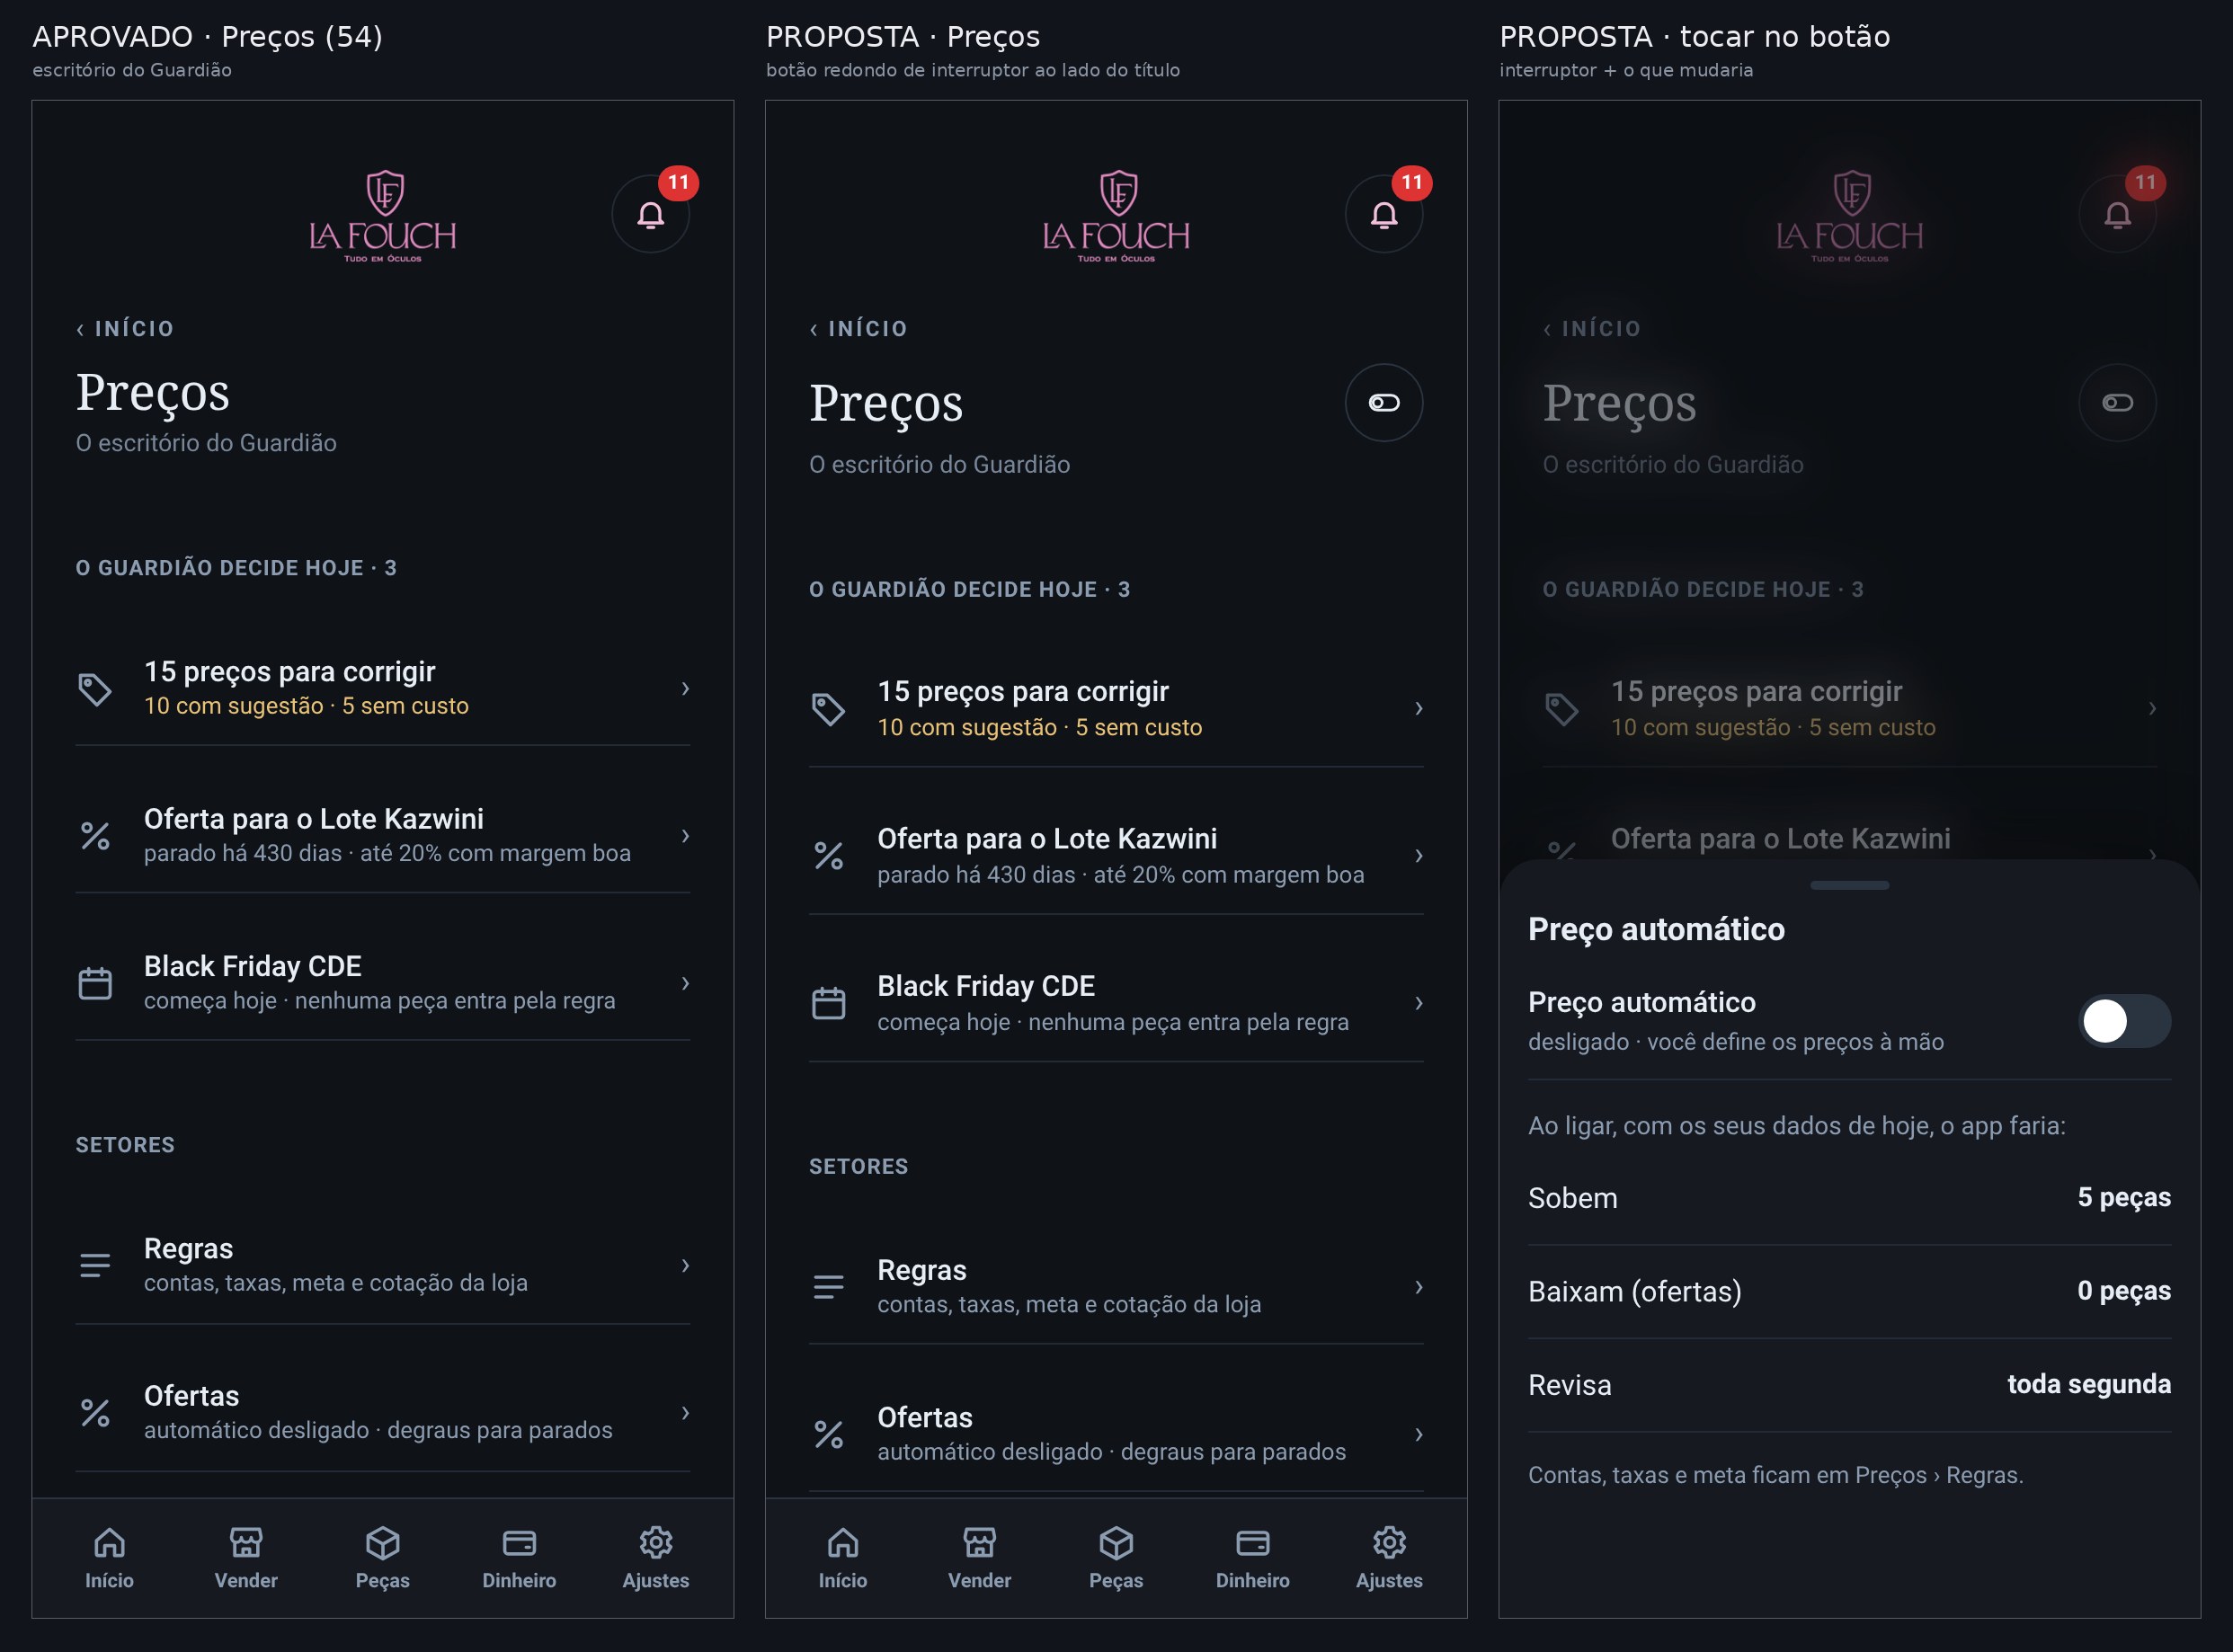 APROVADO · Preços (54)
escritório do Guardião
11
LF
LA FOUCH
TUDO EM ÓCULOS
‹ INÍCIO
Preços
O escritório do Guardião
O GUARDIÃO DECIDE HOJE · 3
15 preços para corrigir
10 com sugestão · 5 sem custo
›
Oferta para o Lote Kazwini
parado há 430 dias · até 20% com margem boa
›
Black Friday CDE
começa hoje · nenhuma peça entra pela regra
›
SETORES
Regras
contas, taxas, meta e cotação da loja
›
Ofertas
automático desligado · degraus para parados
›
Início Vender Peças Dinheiro Ajustes
PROPOSTA · Preços
botão redondo de interruptor ao lado do título
11
LF
LA FOUCH
TUDO EM ÓCULOS
‹ INÍCIO
Preços
O escritório do Guardião
O GUARDIÃO DECIDE HOJE · 3
15 preços para corrigir
10 com sugestão · 5 sem custo
›
Oferta para o Lote Kazwini
parado há 430 dias · até 20% com margem boa
›
Black Friday CDE
começa hoje · nenhuma peça entra pela regra
›
SETORES
Regras
contas, taxas, meta e cotação da loja
›
Ofertas
automático desligado · degraus para parados
›
Início Vender Peças Dinheiro Ajustes
PROPOSTA · tocar no botão
interruptor + o que mudaria
11
LF
LA FOUCH
TUDO EM ÓCULOS
‹ INÍCIO
Preços
O escritório do Guardião
O GUARDIÃO DECIDE HOJE · 3
15 preços para corrigir
10 com sugestão · 5 sem custo
›
Oferta para o Lote Kazwini
›
Preço automático
Preço automático
desligado · você define os preços à mão
Ao ligar, com os seus dados de hoje, o app faria:
Sobem 5 peças
Baixam (ofertas) 0 peças
Revisa toda segunda
Contas, taxas e meta ficam em Preços › Regras.